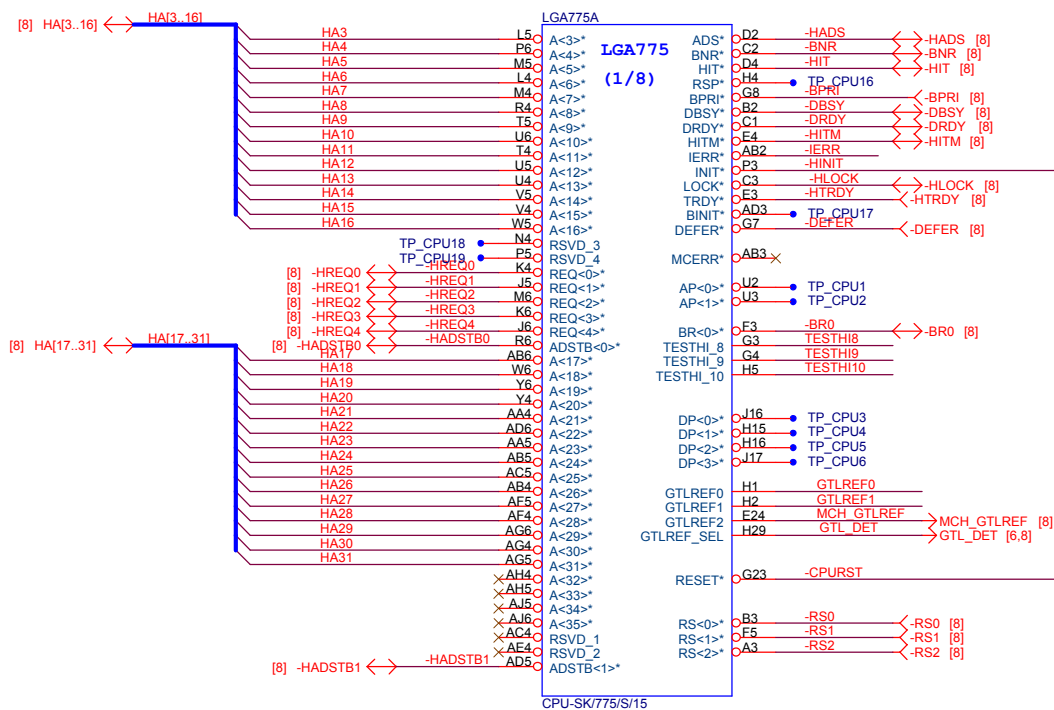 LGA775A
[8] HA[3..16] HA[3..16]
LGA775
(1/8)
HA3 L5 A<3>*
HA4 P6 A<4>*
HA5 M5 A<5>*
HA6 L4 A<6>*
HA7 M4 A<7>*
HA8 R4 A<8>*
HA9 T5 A<9>*
HA10 U6 A<10>*
HA11 T4 A<11>*
HA12 U5 A<12>*
HA13 U4 A<13>*
HA14 V5 A<14>*
HA15 V4 A<15>*
HA16 W5 A<16>*
TP_CPU18 N4 RSVD_3
TP_CPU19 P5 RSVD_4
[8] -HREQ0 -HREQ0 K4 REQ<0>*
[8] -HREQ1 -HREQ1 J5 REQ<1>*
[8] -HREQ2 -HREQ2 M6 REQ<2>*
[8] -HREQ3 -HREQ3 K6 REQ<3>*
[8] -HREQ4 -HREQ4 J6 REQ<4>*
[8] -HADSTB0 -HADSTB0 R6 ADSTB<0>*
[8] HA[17..31] HA[17..31]
HA17 AB6 A<17>*
HA18 W6 A<18>*
HA19 Y6 A<19>*
HA20 Y4 A<20>*
HA21 AA4 A<21>*
HA22 AD6 A<22>*
HA23 AA5 A<23>*
HA24 AB5 A<24>*
HA25 AC5 A<25>*
HA26 AB4 A<26>*
HA27 AF5 A<27>*
HA28 AF4 A<28>*
HA29 AG6 A<29>*
HA30 AG4 A<30>*
HA31 AG5 A<31>*
AH4 A<32>*
AH5 A<33>*
AJ5 A<34>*
AJ6 A<35>*
AC4 RSVD_1
AE4 RSVD_2
[8] -HADSTB1 -HADSTB1 AD5 ADSTB<1>*
ADS* D2 -HADS -HADS [8]
BNR* C2 -BNR -BNR [8]
HIT* D4 -HIT -HIT [8]
RSP* H4 TP_CPU16
BPRI* G8 -BPRI -BPRI [8]
DBSY* B2 -DBSY -DBSY [8]
DRDY* C1 -DRDY -DRDY [8]
HITM* E4 -HITM -HITM [8]
IERR* AB2 -IERR
INIT* P3 -HINIT
LOCK* C3 -HLOCK -HLOCK [8]
TRDY* E3 -HTRDY -HTRDY [8]
BINIT* AD3 TP_CPU17
DEFER* G7 -DEFER -DEFER [8]
MCERR* AB3
AP<0>* U2 TP_CPU1
AP<1>* U3 TP_CPU2
BR<0>* F3 -BR0 -BR0 [8]
TESTHI_8 G3 TESTHI8
TESTHI_9 G4 TESTHI9
TESTHI_10 H5 TESTHI10
DP<0>* J16 TP_CPU3
DP<1>* H15 TP_CPU4
DP<2>* H16 TP_CPU5
DP<3>* J17 TP_CPU6
GTLREF0 H1 GTLREF0
GTLREF1 H2 GTLREF1
GTLREF2 E24 MCH_GTLREF MCH_GTLREF [8]
GTLREF_SEL H29 GTL_DET GTL_DET [6,8]
RESET* G23 -CPURST
RS<0>* B3 -RS0 -RS0 [8]
RS<1>* F5 -RS1 -RS1 [8]
RS<2>* A3 -RS2 -RS2 [8]
CPU-SK/775/S/15